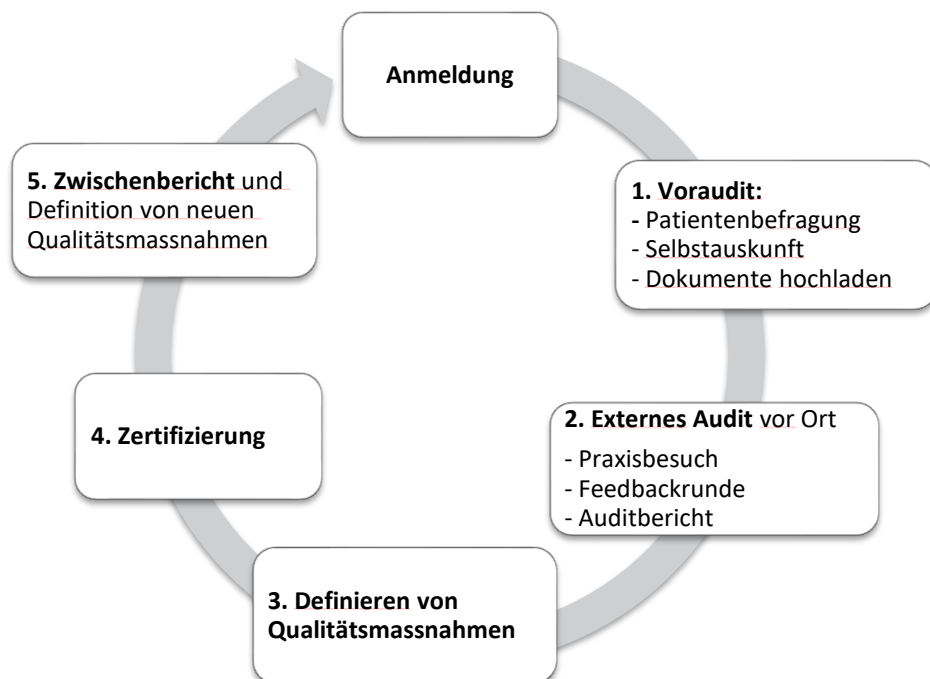 Anmeldung
1. Voraudit:
- Patientenbefragung
- Selbstauskunft
- Dokumente hochladen
2. Externes Audit vor Ort
- Praxisbesuch
- Feedbackrunde
- Auditbericht
3. Definieren von
Qualitätsmassnahmen
4. Zertifizierung
5. Zwischenbericht und
Definition von neuen
Qualitätsmassnahmen